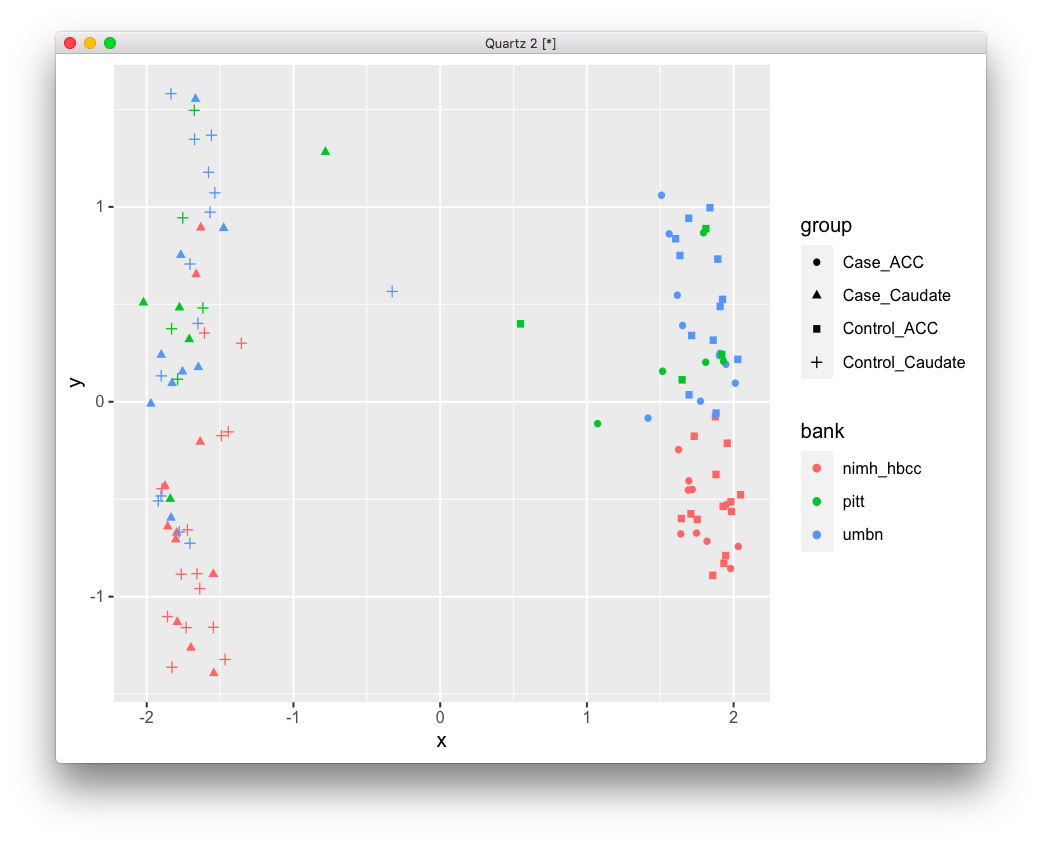 Quartz 2 [*]
y
1
0
-1
-2
-1
0
1
2
x
group
Case_ACC
Case_Caudate
Control_ACC
Control_Caudate
bank
nimh_hbcc
pitt
umbn